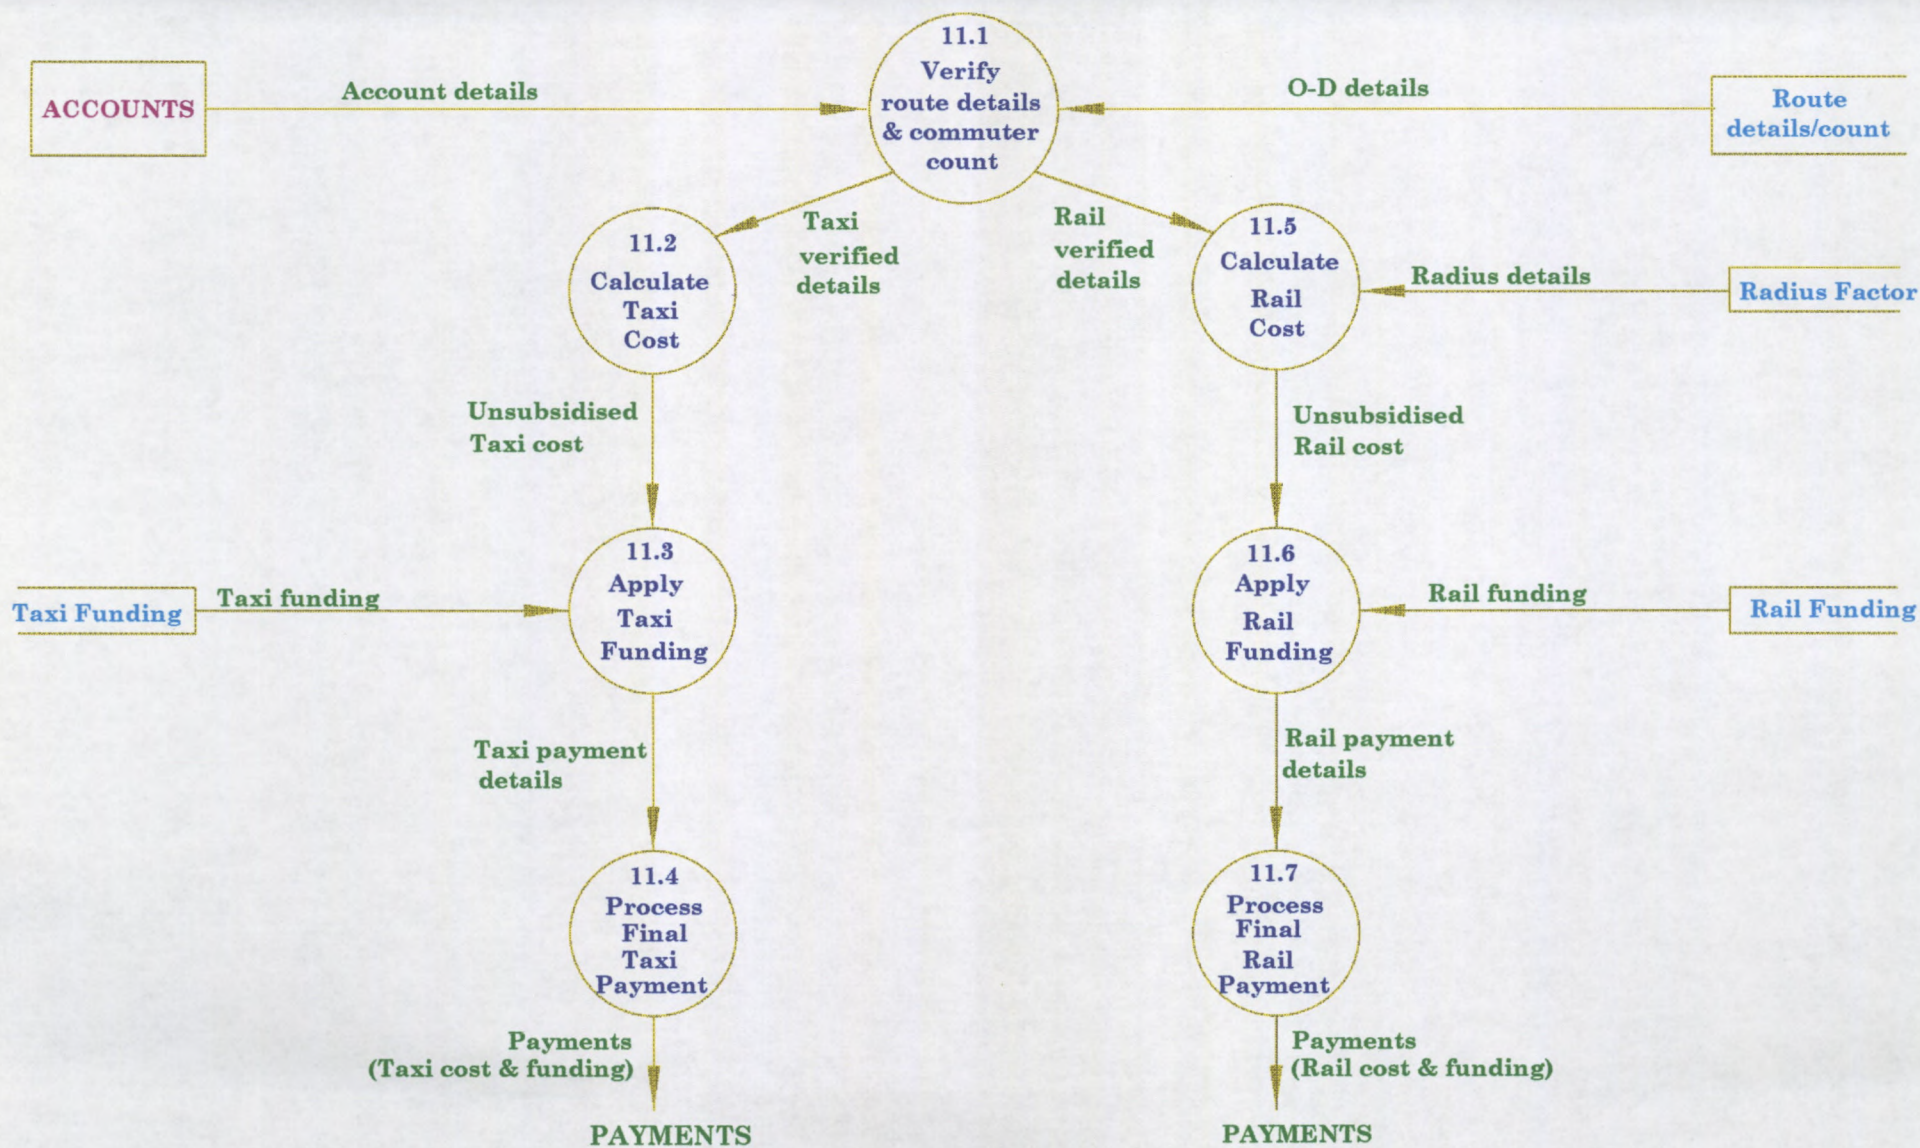 11.1
Verify
route details
& commuter
count
ACCOUNTS
Account details
O-D details
Route
details/count
Taxi
verified
details
Rail
verified
details
11.2
Calculate
Taxi
Cost
11.5
Calculate
Rail
Cost
Radius details
Radius Factor
Unsubsidised
Taxi cost
Unsubsidised
Rail cost
11.3
Apply
Taxi
Funding
Taxi Funding
Taxi funding
11.6
Apply
Rail
Funding
Rail funding
Rail Funding
Taxi payment
details
Rail payment
details
11.4
Process
Final
Taxi
Payment
11.7
Process
Final
Rail
Payment
Payments
(Taxi cost & funding)
Payments
(Rail cost & funding)
PAYMENTS
PAYMENTS